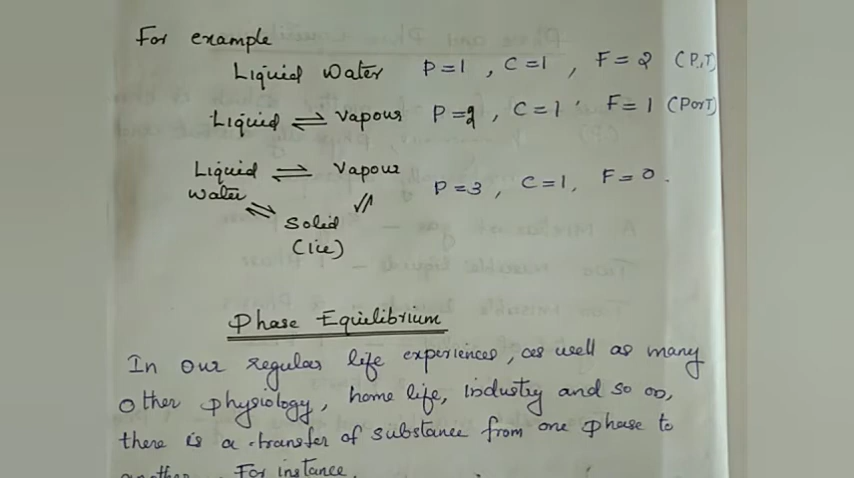 For example
Liquid Water P=1, C=1, F=2 (P,T)
Liquid ⇌ Vapour P=2, C=1, F=1 (P or T)
Liquid ⇌ Vapour
Water P=3, C=1, F=0.
⇌ ⇌
Solid
(Ice)
Phase Equilibrium
In our regular life experiences, as well as many
other physiology, home life, industry and so on,
there is a transfer of substance from one phase to
another. For instance,